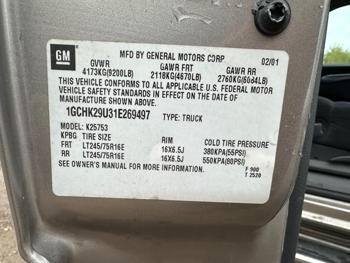 GM
MFD BY GENERAL MOTORS CORP
02/01 GVWR GAWR FRT GAWR RR
4173KG(9200LB) 2118KG(4670LB) 2760KG(6084LB)
THIS VEHICLE CONFORMS TO ALL APPLICABLE U.S. FEDERAL MOTOR
VEHICLE SAFETY STANDARDS IN EFFECT ON THE DATE OF
MANUFACTURE SHOWN ABOVE.
1GCHK29U31E269497 TYPE: TRUCK
MODEL: K25753
KPBG TIRE SIZE RIM COLD TIRE PRESSURE
FRT LT245/75R16E 16X6.5J 380KPA(55PSI)
RR LT245/75R16E 16X6.5J 550KPA(80PSI)
SEE OWNER'S MANUAL FOR MORE INFORMATION.
F 900
T 2520